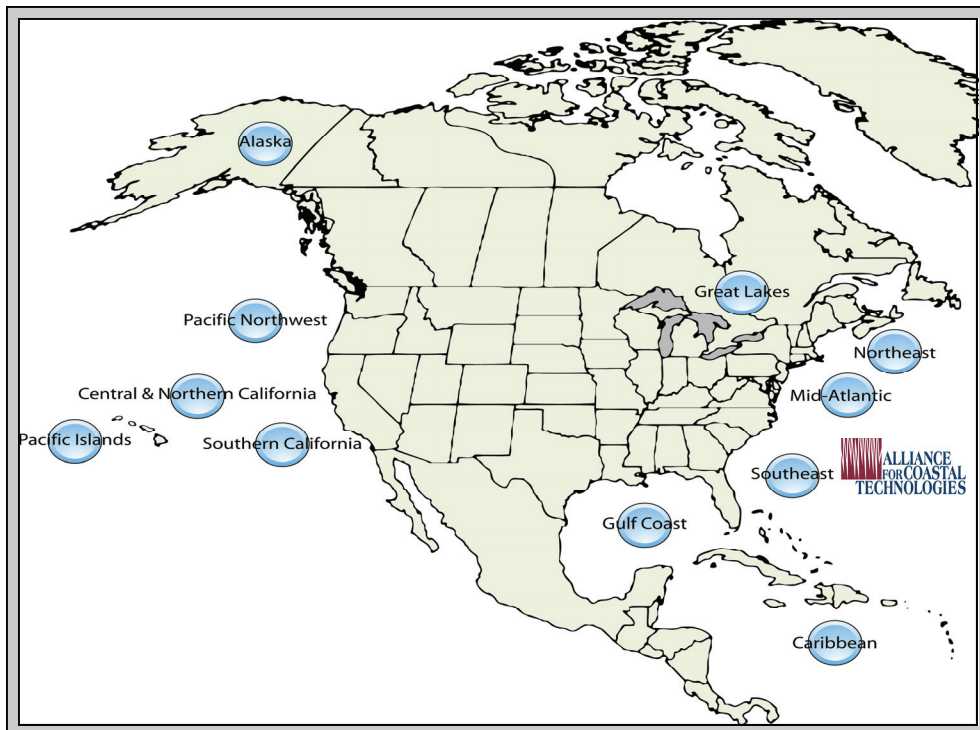 Alaska
Great Lakes
Pacific Northwest
Northeast
Central & Northern California
Mid-Atlantic
Pacific Islands
Southern California
ALLIANCE
FOR COASTAL
TECHNOLOGIES
Southeast
Gulf Coast
Caribbean